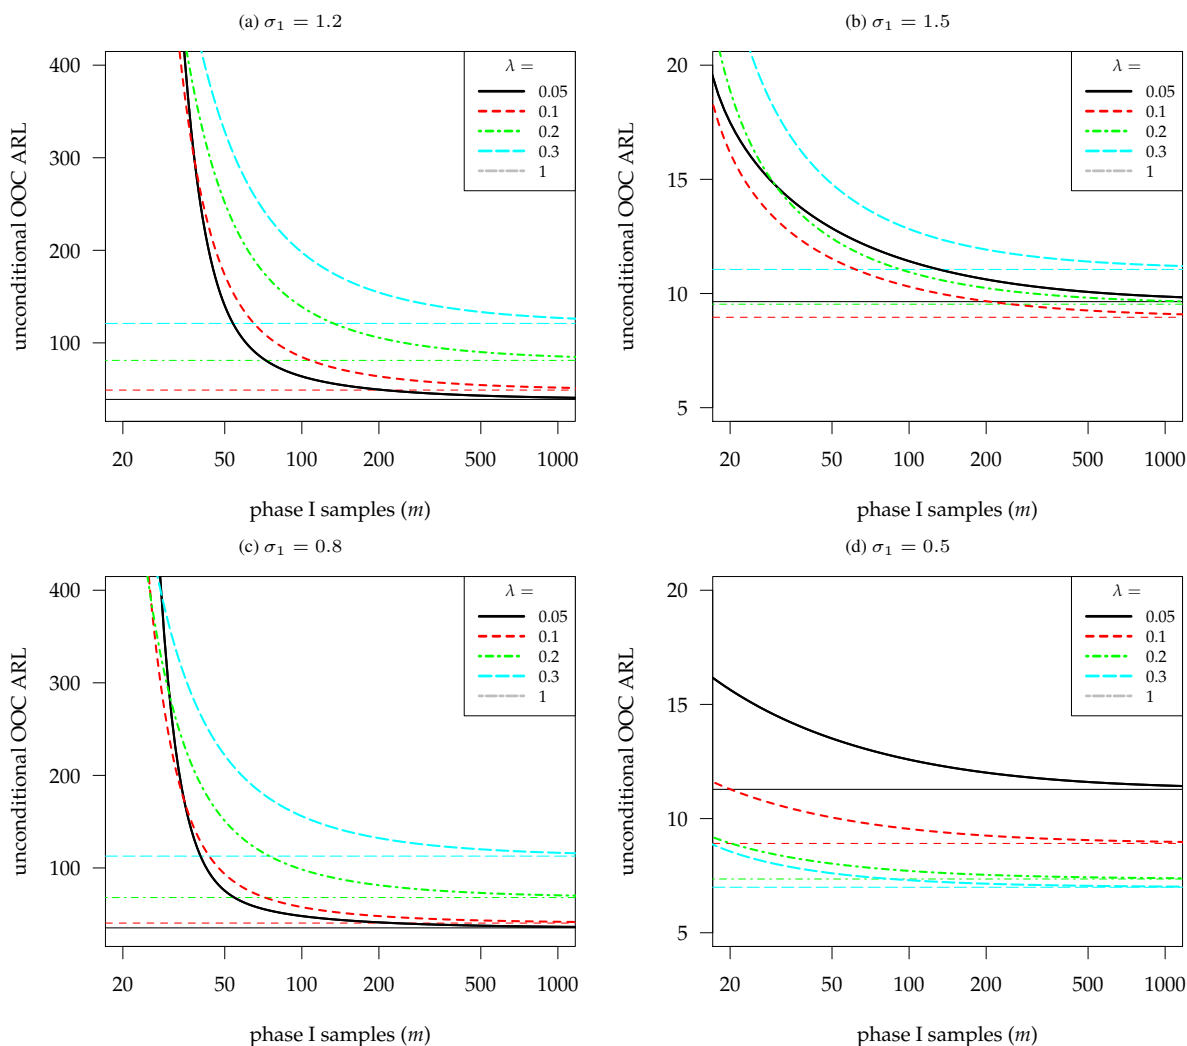 (a) σ₁ = 1.2
unconditional OOC ARL
400
300
200
100
20 50 100 200 500 1000
phase I samples (m)
λ =
0.05
0.1
0.2
0.3
1
(b) σ₁ = 1.5
unconditional OOC ARL
20
15
10
5
20 50 100 200 500 1000
phase I samples (m)
λ =
0.05
0.1
0.2
0.3
1
(c) σ₁ = 0.8
unconditional OOC ARL
400
300
200
100
20 50 100 200 500 1000
phase I samples (m)
λ =
0.05
0.1
0.2
0.3
1
(d) σ₁ = 0.5
unconditional OOC ARL
20
15
10
5
20 50 100 200 500 1000
phase I samples (m)
λ =
0.05
0.1
0.2
0.3
1